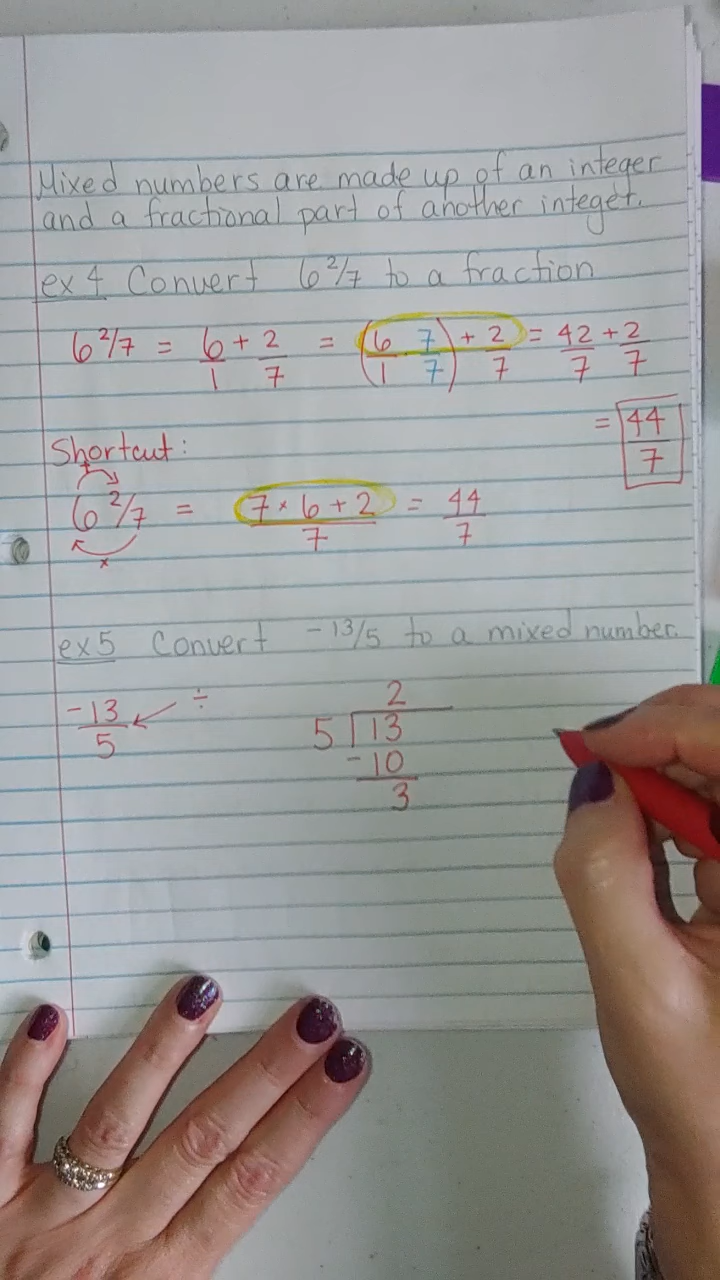 Mixed numbers are made up of an integer
and a fractional part of another integet.
ex 4 Convert 6 2/7 to a fraction
6 2/7 = 6/1 + 2/7 = (6/1 7/7) + 2/7 = 42/7 + 2/7
= 44/7
Shortcut:
6 2/7 = 7 × 6 + 2/7 = 44/7
×
ex 5 Convert -13/5 to a mixed number.
-13/5 ÷
2
5 13
-10
3